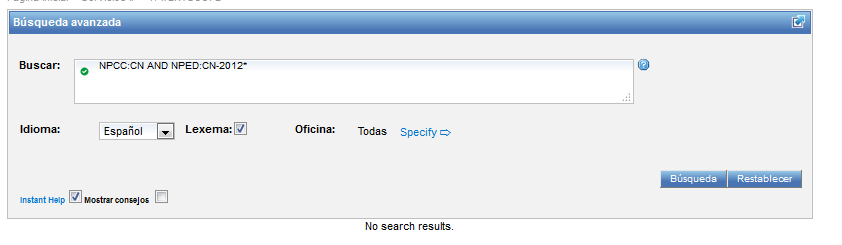 Búsqueda avanzada
Buscar: NPCC:CN AND NPED:CN-2012*
Idioma: Español Lexema: Oficina: Todas Specify
Búsqueda Restablecer
Instant Help Mostrar consejos
No search results.